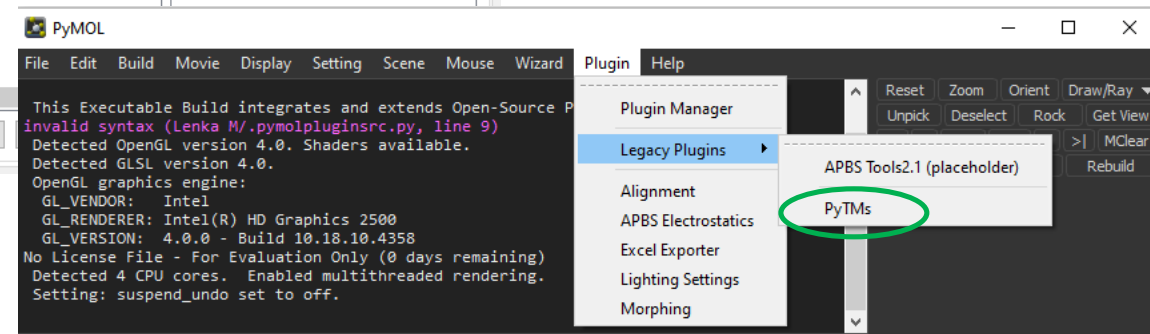 PyMOL
File Edit Build Movie Display Setting Scene Mouse Wizard Plugin Help
This Executable Build integrates and extends Open-Source P
invalid syntax (Lenka M/.pymolpluginsrc.py, line 9)
Detected OpenGL version 4.0. Shaders available.
Detected GLSL version 4.0.
OpenGL graphics engine:
GL_VENDOR: Intel
GL_RENDERER: Intel(R) HD Graphics 2500
GL_VERSION: 4.0.0 - Build 10.18.10.4358
No License File - For Evaluation Only (0 days remaining)
Detected 4 CPU cores. Enabled multithreaded rendering.
Setting: suspend_undo set to off.
Plugin Manager
Legacy Plugins
Alignment
APBS Electrostatics
Excel Exporter
Lighting Settings
Morphing
APBS Tools2.1 (placeholder)
PyTMs
Reset Zoom Orient Draw/Ray
Unpick Deselect Rock Get View
>| MClear
Rebuild